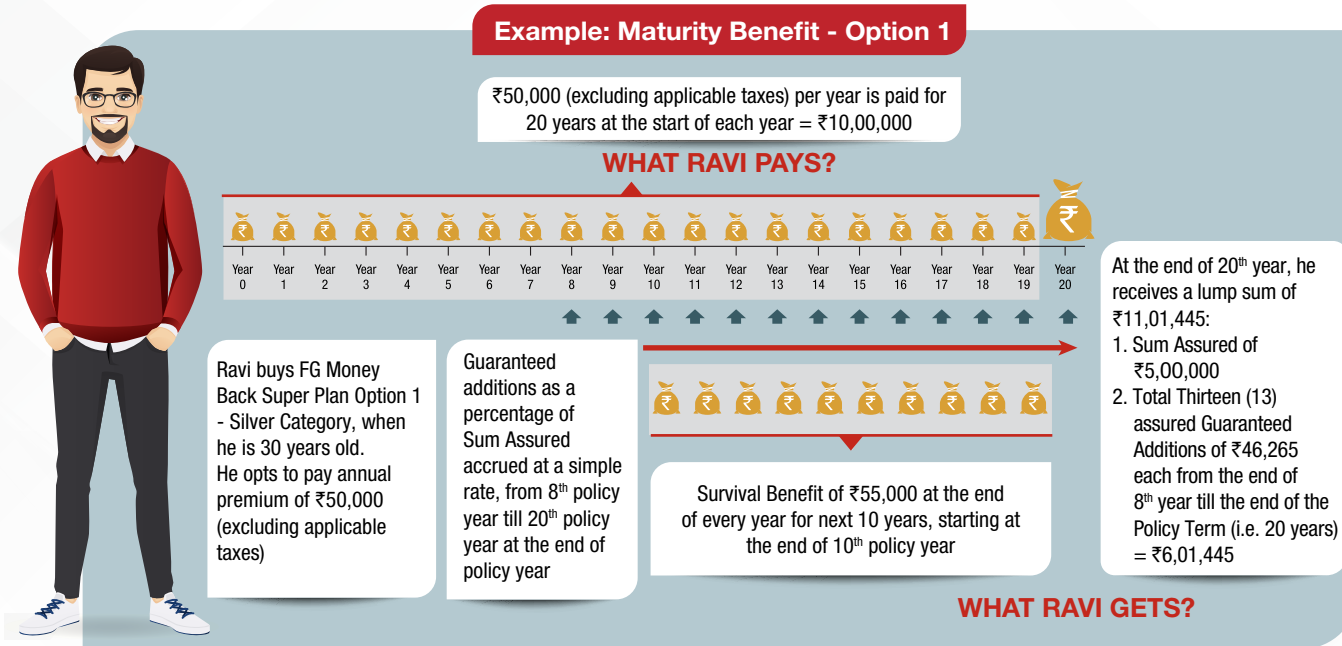 Example: Maturity Benefit - Option 1
₹50,000 (excluding applicable taxes) per year is paid for
20 years at the start of each year = ₹10,00,000
WHAT RAVI PAYS?
Year 0
Year 1
Year 2
Year 3
Year 4
Year 5
Year 6
Year 7
Year 8
Year 9
Year 10
Year 11
Year 12
Year 13
Year 14
Year 15
Year 16
Year 17
Year 18
Year 19
Year 20
Ravi buys FG Money
Back Super Plan Option 1
- Silver Category, when
he is 30 years old.
He opts to pay annual
premium of ₹50,000
(excluding applicable
taxes)
Guaranteed
additions as a
percentage of
Sum Assured
accrued at a simple
rate, from 8th policy
year till 20th policy
year at the end of
policy year
Survival Benefit of ₹55,000 at the end
of every year for next 10 years, starting at
the end of 10th policy year
At the end of 20th year, he
receives a lump sum of
₹11,01,445:
1. Sum Assured of
₹5,00,000
2. Total Thirteen (13)
assured Guaranteed
Additions of ₹46,265
each from the end of
8th year till the end of the
Policy Term (i.e. 20 years)
= ₹6,01,445
WHAT RAVI GETS?